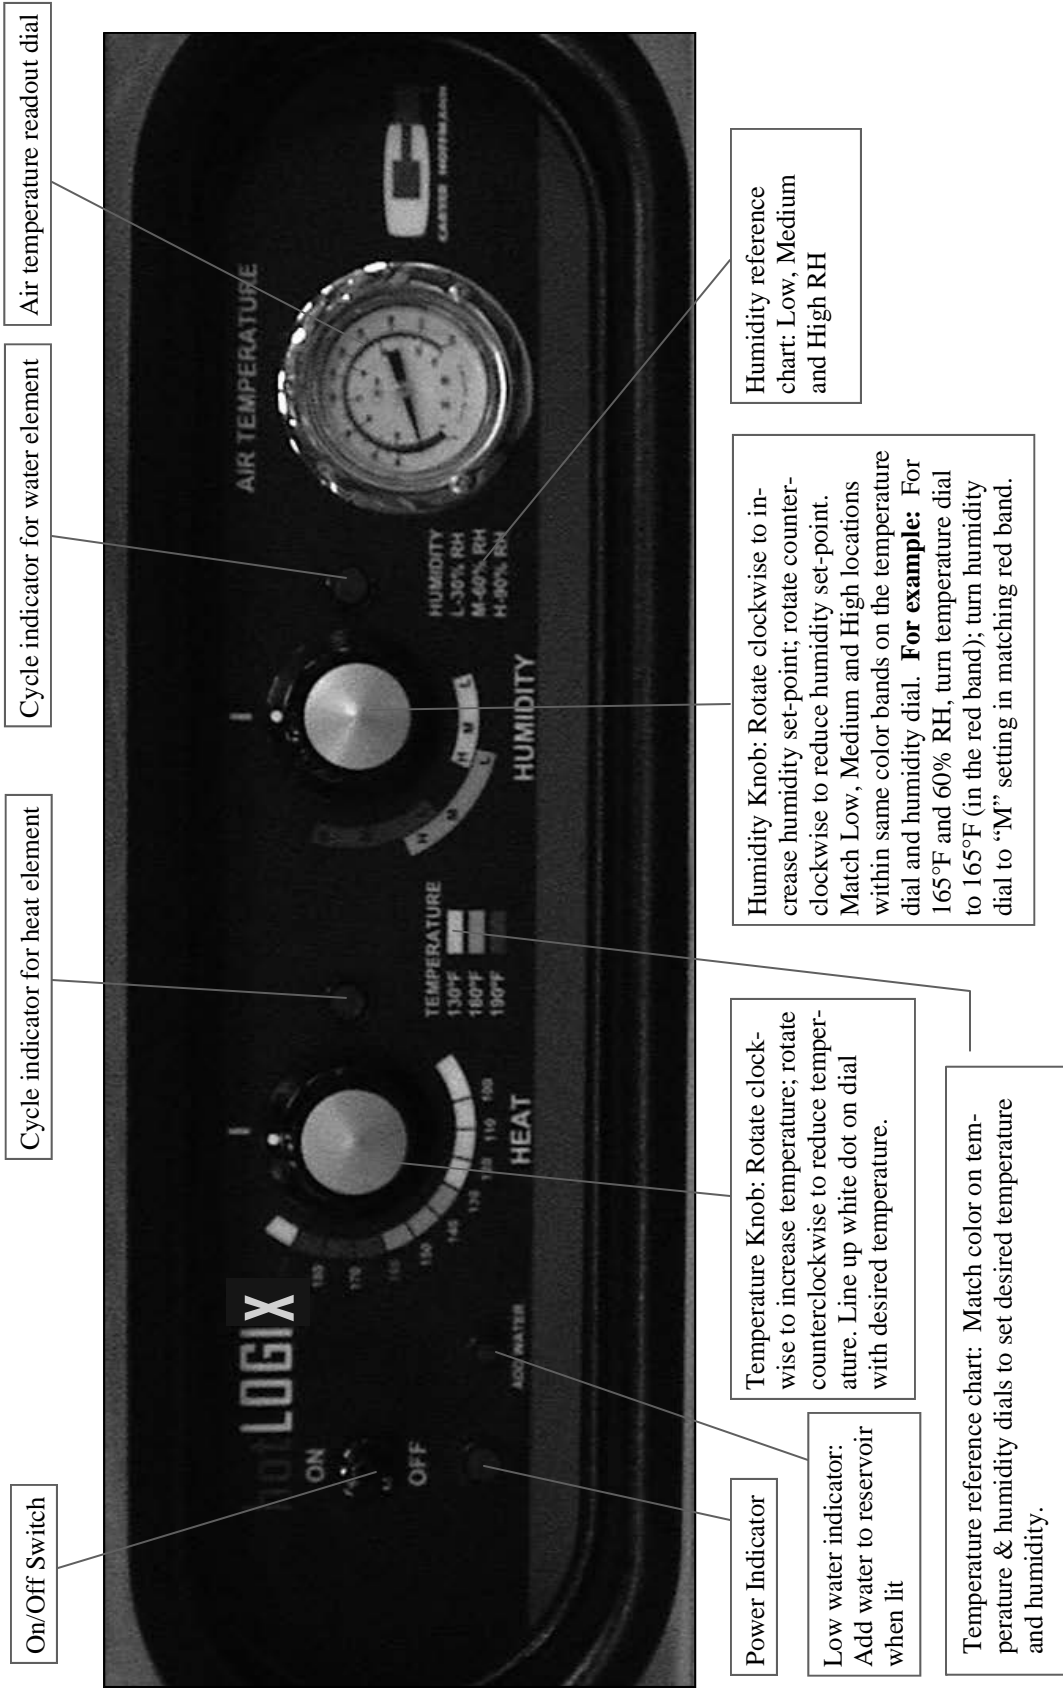 On/Off Switch
Cycle indicator for heat element
Cycle indicator for water element
Air temperature readout dial
LOGIX
ON
OFF
ADD WATER
HEAT
180
170
150
140
110
100
TEMPERATURE
130°F
160°F
190°F
HUMIDITY
H M L
H M L
HUMIDITY
L-30% RH
M-60% RH
H-90% RH
AIR TEMPERATURE
CARTER HOFFMANN
Power Indicator
Low water indicator:
Add water to reservoir
when lit
Temperature Knob: Rotate clock-
wise to increase temperature; rotate
counterclockwise to reduce temper-
ature. Line up white dot on dial
with desired temperature.
Temperature reference chart:  Match color on tem-
perature & humidity dials to set desired temperature
and humidity.
Humidity Knob: Rotate clockwise to in-
crease humidity set-point; rotate counter-
clockwise to reduce humidity set-point.
Match Low, Medium and High locations
within same color bands on the temperature
dial and humidity dial.  For example:  For
165°F and 60% RH, turn temperature dial
to 165°F (in the red band); turn humidity
dial to “M” setting in matching red band.
Humidity reference
chart: Low, Medium
and High RH